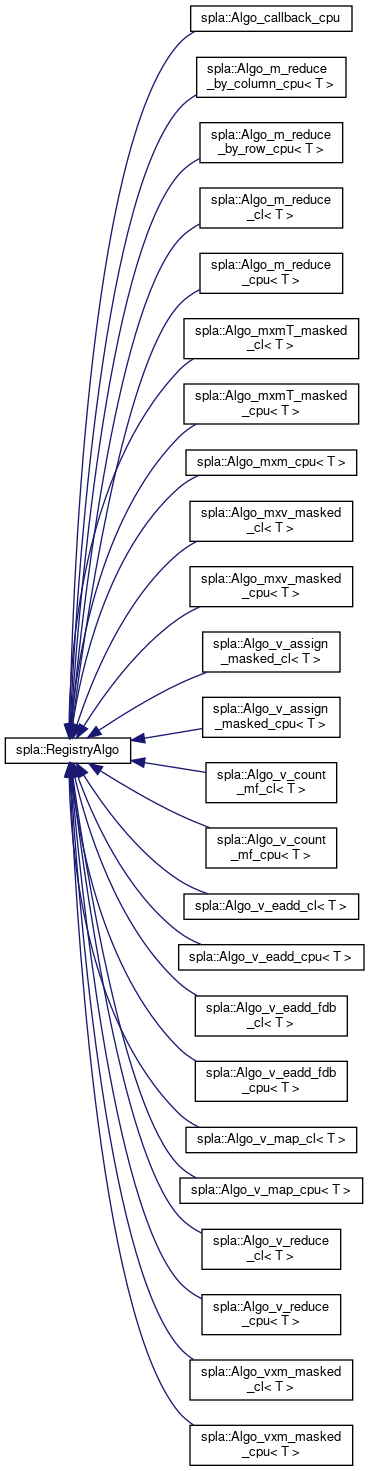 spla::Algo_callback_cpu
spla::Algo_m_reduce
_by_column_cpu< T >
spla::Algo_m_reduce
_by_row_cpu< T >
spla::Algo_m_reduce
_cl< T >
spla::Algo_m_reduce
_cpu< T >
spla::Algo_mxmT_masked
_cl< T >
spla::Algo_mxmT_masked
_cpu< T >
spla::Algo_mxm_cpu< T >
spla::Algo_mxv_masked
_cl< T >
spla::Algo_mxv_masked
_cpu< T >
spla::Algo_v_assign
_masked_cl< T >
spla::Algo_v_assign
_masked_cpu< T >
spla::RegistryAlgo
spla::Algo_v_count
_mf_cl< T >
spla::Algo_v_count
_mf_cpu< T >
spla::Algo_v_eadd_cl< T >
spla::Algo_v_eadd_cpu< T >
spla::Algo_v_eadd_fdb
_cl< T >
spla::Algo_v_eadd_fdb
_cpu< T >
spla::Algo_v_map_cl< T >
spla::Algo_v_map_cpu< T >
spla::Algo_v_reduce
_cl< T >
spla::Algo_v_reduce
_cpu< T >
spla::Algo_vxm_masked
_cl< T >
spla::Algo_vxm_masked
_cpu< T >